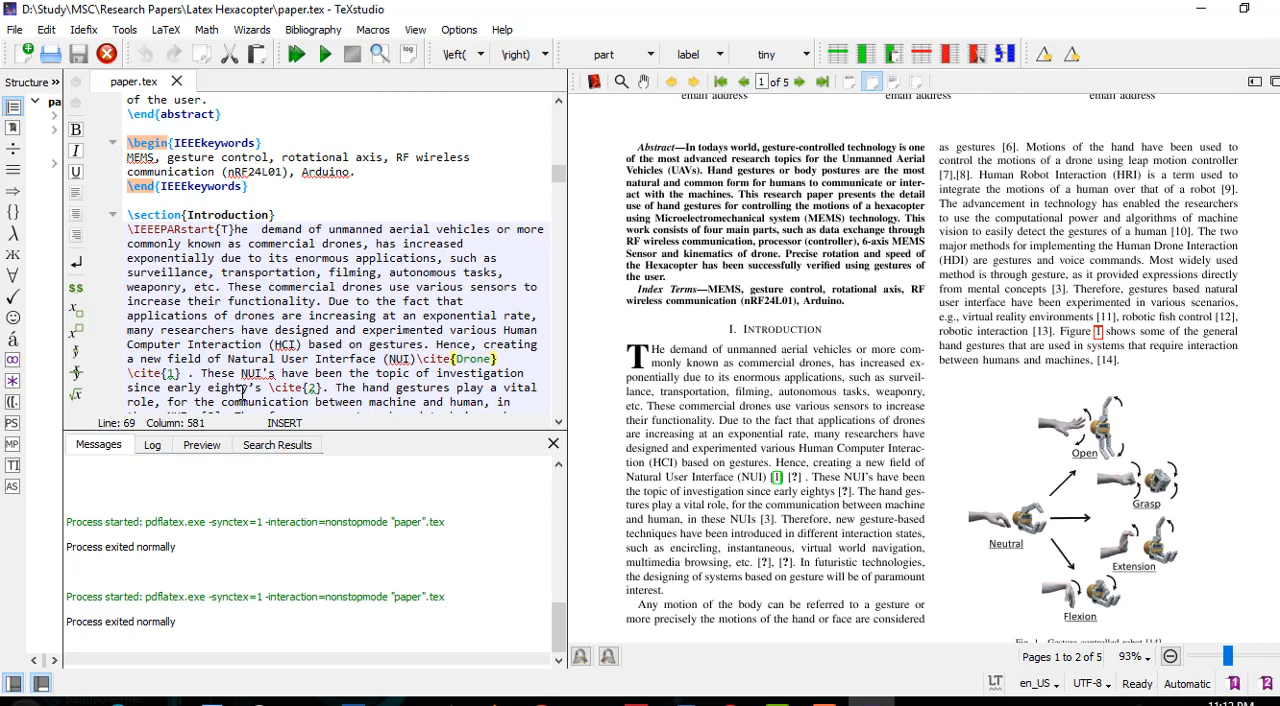 D:\Study\MSC\Research Papers\Latex Hexacopter\paper.tex - TeXstudio
File Edit Idefix Tools LaTeX Math Wizards Bibliography Macros View Options Help
log \left( \right) part label tiny
Structure paper.tex 1 of 5
pa
of the user.
\end{abstract}
\begin{IEEEkeywords}
MEMS, gesture control, rotational axis, RF wireless
communication (nRF24L01), Arduino.
\end{IEEEkeywords}
\section{Introduction}
\IEEEPARstart{T}he demand of unmanned aerial vehicles or more
commonly known as commercial drones, has increased
exponentially due to its enormous applications, such as
surveillance, transportation, filming, autonomous tasks,
weaponry, etc. These commercial drones use various sensors to
increase their functionality. Due to the fact that
applications of drones are increasing at an exponential rate,
many researchers have designed and experimented various Human
Computer Interaction (HCI) based on gestures. Hence, creating
a new field of Natural User Interface (NUI)\cite{Drone}
\cite{1} . These NUI's have been the topic of investigation
since early eighty's \cite{2}. The hand gestures play a vital
role, for the communication between machine and human, in
Line: 69 Column: 581 INSERT
Messages Log Preview Search Results
Process started: pdflatex.exe -synctex=1 -interaction=nonstopmode "paper".tex
Process exited normally
Process started: pdflatex.exe -synctex=1 -interaction=nonstopmode "paper".tex
Process exited normally
email address email address email address
Abstract—In todays world, gesture-controlled technology is one
of the most advanced research topics for the Unmanned Aerial
Vehicles (UAVs). Hand gestures or body postures are the most
natural and common form for humans to communicate or inter-
act with the machines. This research paper presents the detail
use of hand gestures for controlling the motions of a hexacopter
using Microelectromechanical system (MEMS) technology. This
work consists of four main parts, such as data exchange through
RF wireless communication, processor (controller), 6-axis MEMS
Sensor and kinematics of drone. Precise rotation and speed of
the Hexacopter has been successfully verified using gestures of
the user.
Index Terms—MEMS, gesture control, rotational axis, RF
wireless communication (nRF24L01), Arduino.
I. INTRODUCTION
THe demand of unmanned aerial vehicles or more com-
monly known as commercial drones, has increased ex-
ponentially due to its enormous applications, such as surveil-
lance, transportation, filming, autonomous tasks, weaponry,
etc. These commercial drones use various sensors to increase
their functionality. Due to the fact that applications of drones
are increasing at an exponential rate, many researchers have
designed and experimented various Human Computer Interac-
tion (HCI) based on gestures. Hence, creating a new field of
Natural User Interface (NUI) [1] [?] . These NUI's have been
the topic of investigation since early eightys [?]. The hand ges-
tures play a vital role, for the communication between machine
and human, in these NUIs [3]. Therefore, new gesture-based
techniques have been introduced in different interaction states,
such as encircling, instantaneous, virtual world navigation,
multimedia browsing, etc. [?], [?]. In futuristic technologies,
the designing of systems based on gesture will be of paramount
interest.
Any motion of the body can be referred to a gesture or
more precisely the motions of the hand or face are considered
as gestures [6]. Motions of the hand have been used to
control the motions of a drone using leap motion controller
[7],[8]. Human Robot Interaction (HRI) is a term used to
integrate the motions of a human over that of a robot [9].
The advancement in technology has enabled the researchers
to use the computational power and algorithms of machine
vision to easily detect the gestures of a human [10]. The two
major methods for implementing the Human Drone Interaction
(HDI) are gestures and voice commands. Most widely used
method is through gesture, as it provided expressions directly
from mental concepts [3]. Therefore, gestures based natural
user interface have been experimented in various scenarios,
e.g., virtual reality environments [11], robotic fish control [12],
robotic interaction [13]. Figure 1 shows some of the general
hand gestures that are used in systems that require interaction
between humans and machines, [14].
Open
Grasp
Neutral
Extension
Flexion
Fig. 1. Gesture controlled robot [14]
Pages 1 to 2 of 5 93%
LT en_US UTF-8 Ready Automatic 1 2
11:12 PM